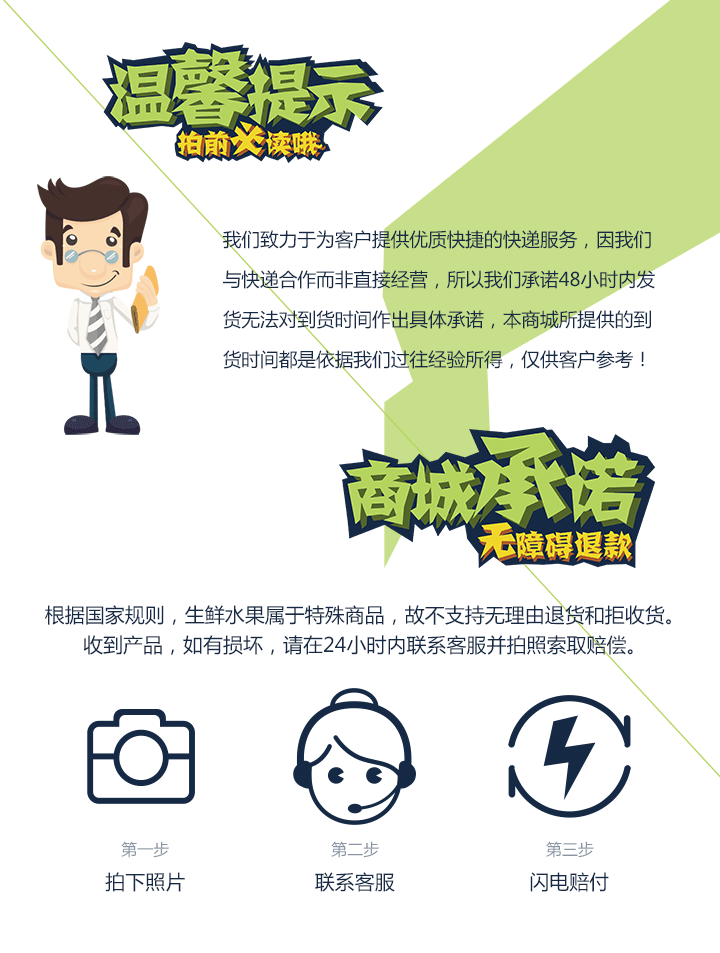 温馨提示
拍前必读哦~
我们致力于为客户提供优质快捷的快递服务，因我们
与快递合作而非直接经营，所以我们承诺48小时内发
货无法对到货时间作出具体承诺，本商城所提供的到
货时间都是依据我们过往经验所得，仅供客户参考！
商城承诺
无障碍退款
根据国家规则，生鲜水果属于特殊商品，故不支持无理由退货和拒收货。
收到产品，如有损坏，请在24小时内联系客服并拍照索取赔偿。
第一步
第二步
第三步
拍下照片
联系客服
闪电赔付